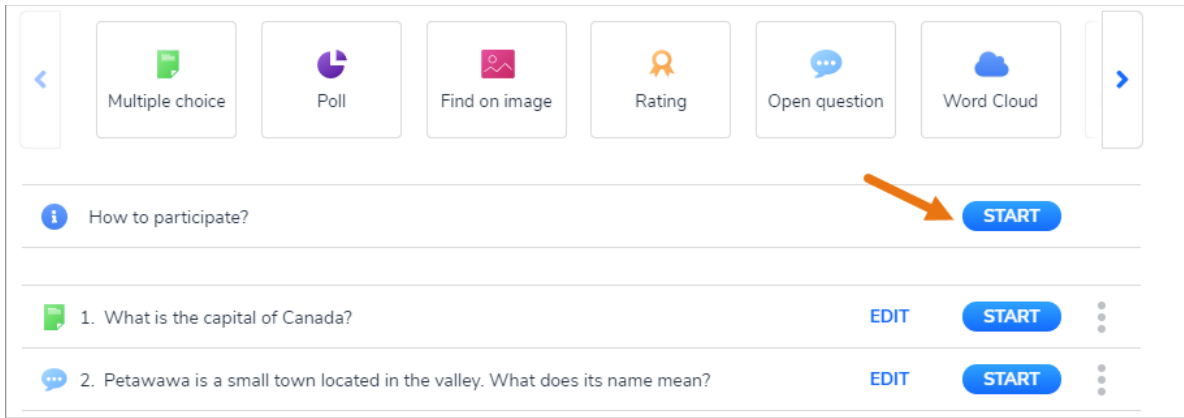 Multiple choice
Poll
Find on image
Rating
Open question
Word Cloud
How to participate?
START
1. What is the capital of Canada?
EDIT
START
2. Petawawa is a small town located in the valley. What does its name mean?
EDIT
START